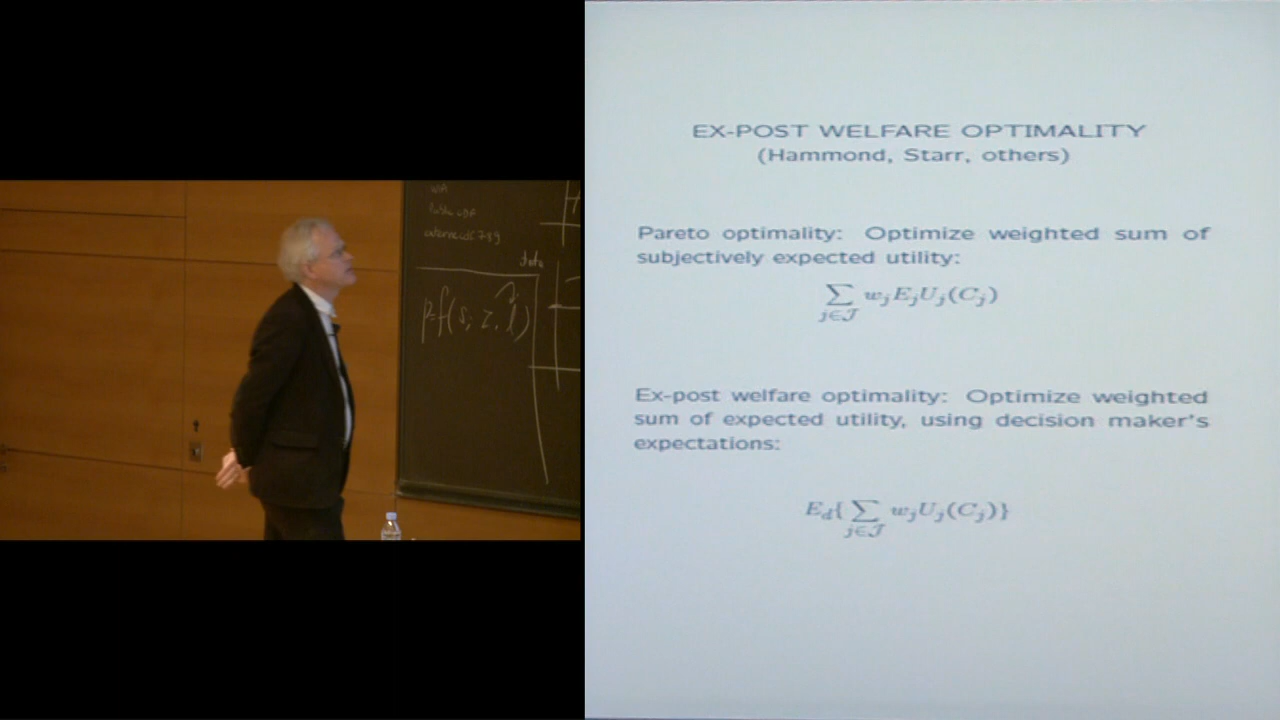 data
p=f(s; z, l)
EX-POST WELFARE OPTIMALITY
(Hammond, Starr, others)
Pareto optimality: Optimize weighted sum of
subjectively expected utility:
∑ w_j E_j U_j(C_j)
j∈𝒥
Ex-post welfare optimality: Optimize weighted
sum of expected utility, using decision maker's
expectations:
E_d{∑ w_j U_j(C_j)}
j∈𝒥